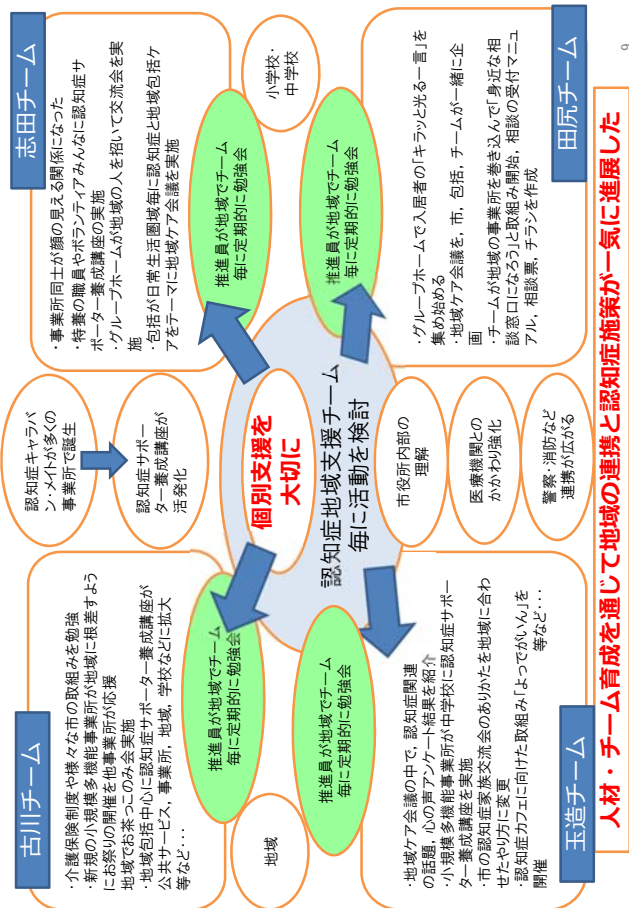 古川チーム
・介護保険制度や様々な市の取組みを勉強
・新規の小規模多機能事業所が地域に根差すよう
にお祭りの開催を他事業所が応援
地域でお茶っこのみ会実施
・地域包括中心に認知症サポーター養成講座が
公共サービス，事業所，地域，学校などに拡大
等など・・・
認知症キャラバ
ン・メイトが多くの
事業所で誕生
認知症サポー
ター養成講座が
活発化
志田チーム
・事業所同士が顔の見える関係になった
・特養の職員やボランティアみんなに認知症サ
ポーター養成講座の実施
・グループホームが地域の人を招いて交流会を実
施
・包括が日常生活圏域毎に認知症と地域包括ケ
アをテーマに地域ケア会議を実施
推進員が地域でチーム
毎に定期的に勉強会
地域
個別支援を
大切に
推進員が地域でチーム
毎に定期的に勉強会
小学校・
中学校
認知症地域支援チーム
毎に活動を検討
推進員が地域でチーム
毎に定期的に勉強会
市役所内部の
理解
医療機関との
かかわり強化
警察・消防など
連携が広がる
推進員が地域でチーム
毎に定期的に勉強会
・地域ケア会議の中で，認知症関連
の話題，心の声アンケート結果を紹介
・小規模多機能事業所が中学校に認知症サポー
ター養成講座を実施
・市の認知症家族交流会のありかたを地域に合わ
せたやり方に変更
・認知症カフェに向けた取組み「よってがいん」を
開催　等など・・・
玉造チーム
・グループホームで入居者の「キラッと光る一言」を
集め始める
・地域ケア会議を，市，包括，チームが一緒に企
画
・チームが地域の事業所を巻き込んで「身近な相
談窓口になろう」と取組み開始，相談の受付マニュ
アル，相談票，チラシを作成
田尻チーム
人材・チーム育成を通じて地域の連携と認知症施策が一気に進展した
9